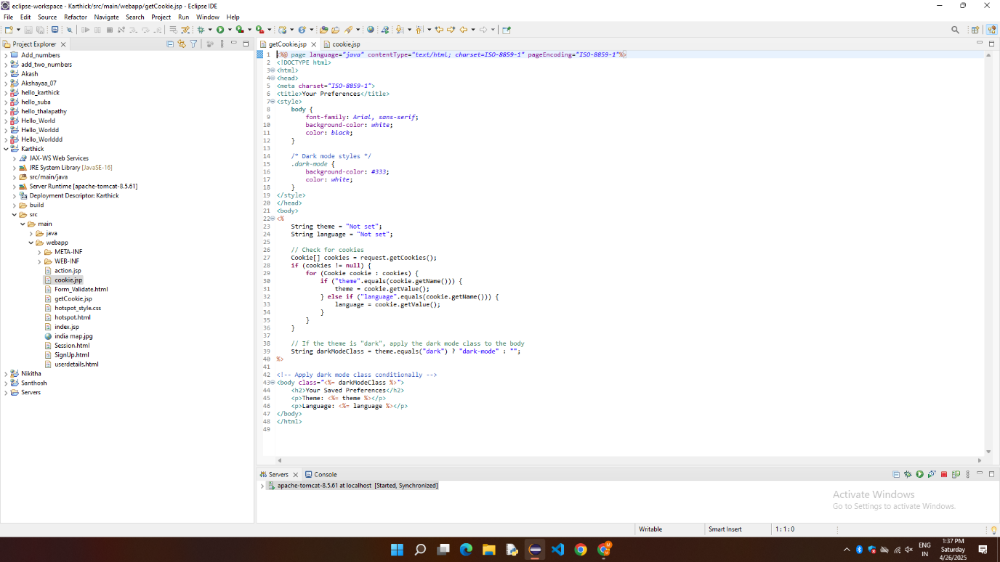 eclipse-workspace - Karthick/src/main/webapp/getCookie.jsp - Eclipse IDE
File Edit Source Refactor Navigate Search Project Run Window Help
Project Explorer
Add_numbers
add_two_numbers
Akash
Akshayaa_07
hello_karthick
hello_suba
hello_thalapathy
Hello_World
Hello_Worldd
Hello_Worlddd
Karthick
JAX-WS Web Services
JRE System Library [JavaSE-16]
src/main/java
Server Runtime [apache-tomcat-8.5.61]
Deployment Descriptor: Karthick
build
src
main
java
webapp
META-INF
WEB-INF
action.jsp
cookie.jsp
Form_Validate.html
getCookie.jsp
hotspot_style.css
hotspot.html
index.jsp
india map.jpg
Session.html
SignUp.html
userdetails.html
Nikitha
Santhosh
Servers
getCookie.jsp cookie.jsp
1 <%@ page language="java" contentType="text/html; charset=ISO-8859-1" pageEncoding="ISO-8859-1"%>
2 <!DOCTYPE html>
3 <html>
4 <head>
5 <meta charset="ISO-8859-1">
6 <title>Your Preferences</title>
7 <style>
8 body {
9 font-family: Arial, sans-serif;
10 background-color: white;
11 color: black;
12 }
13
14 /* Dark mode styles */
15 .dark-mode {
16 background-color: #333;
17 color: white;
18 }
19 </style>
20 </head>
21 <body>
22 <%
23 String theme = "Not set";
24 String language = "Not set";
25
26 // Check for cookies
27 Cookie[] cookies = request.getCookies();
28 if (cookies != null) {
29 for (Cookie cookie : cookies) {
30 if ("theme".equals(cookie.getName())) {
31 theme = cookie.getValue();
32 } else if ("language".equals(cookie.getName())) {
33 language = cookie.getValue();
34 }
35 }
36 }
37
38 // If the theme is "dark", apply the dark mode class to the body
39 String darkModeClass = theme.equals("dark") ? "dark-mode" : "";
40 %>
41
42 <!-- Apply dark mode class conditionally -->
43 <body class="<%= darkModeClass %>">
44 <h2>Your Saved Preferences</h2>
45 <p>Theme: <%= theme %></p>
46 <p>Language: <%= language %></p>
47 </body>
48 </html>
49
Servers Console
apache-tomcat-8.5.61 at localhost [Started, Synchronized]
Activate Windows
Go to Settings to activate Windows.
Writable Smart Insert 1 : 1 : 0
ENG
IN
1:37 PM
Saturday
4/26/2025